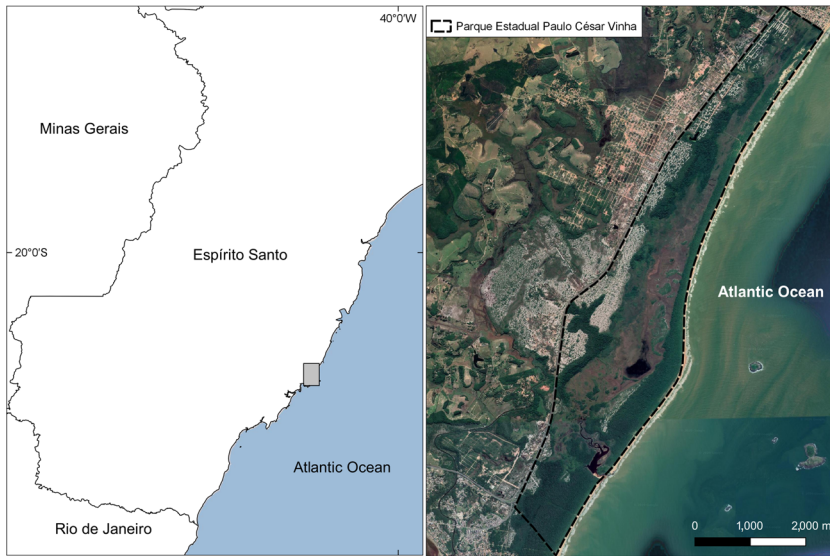 40°0'W
Minas Gerais
20°0'S
Espírito Santo
Atlantic Ocean
Rio de Janeiro
Parque Estadual Paulo César Vinha
Atlantic Ocean
0 1,000 2,000 m